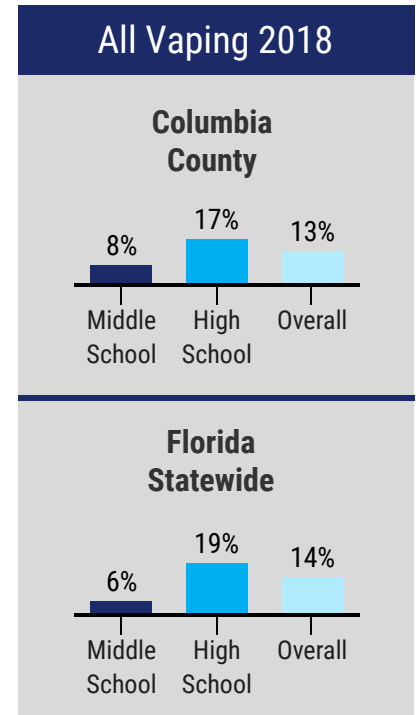 All Vaping 2018
Columbia
County
8%
17%
13%
Middle
School
High
School
Overall
Florida
Statewide
6%
19%
14%
Middle
School
High
School
Overall